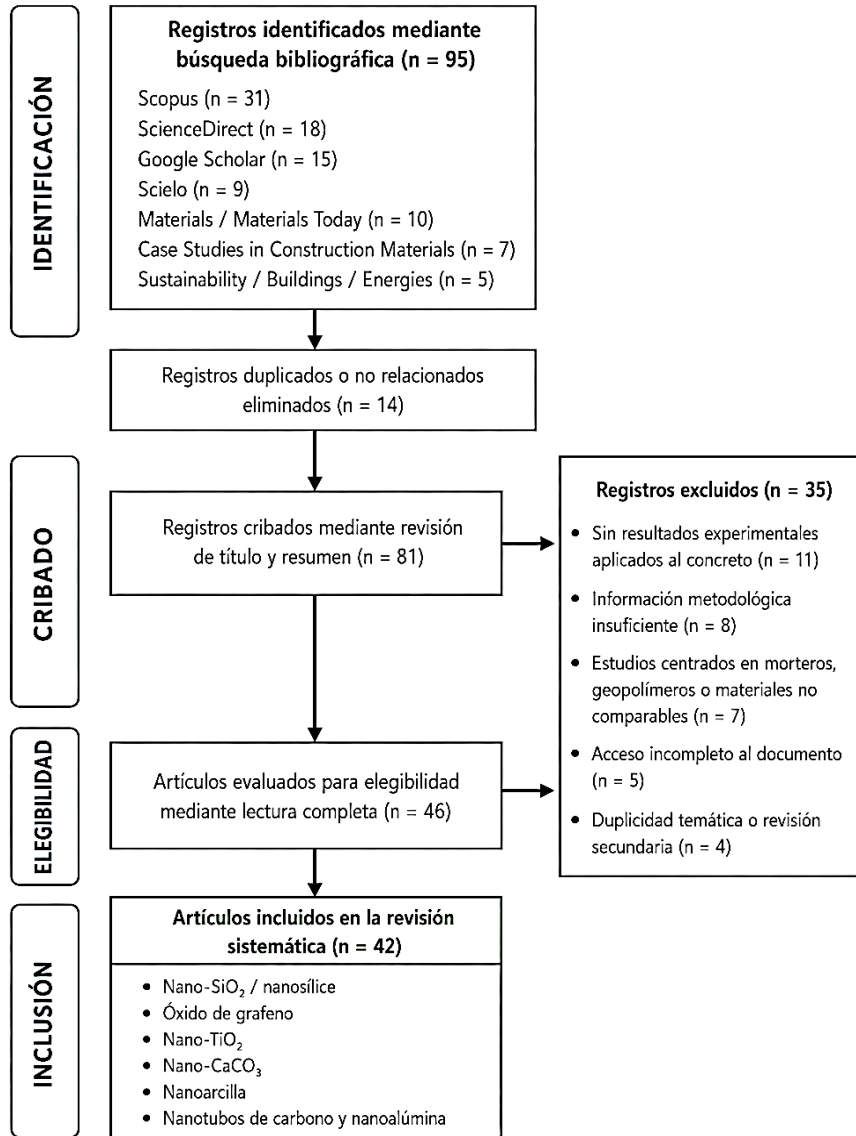 IDENTIFICACIÓN
Registros identificados mediante
búsqueda bibliográfica (n = 95)
Scopus (n = 31)
ScienceDirect (n = 18)
Google Scholar (n = 15)
Scielo (n = 9)
Materials / Materials Today (n = 10)
Case Studies in Construction Materials (n = 7)
Sustainability / Buildings / Energies (n = 5)
Registros duplicados o no relacionados
eliminados (n = 14)
CRIBADO
Registros cribados mediante revisión
de título y resumen (n = 81)
Registros excluidos (n = 35)
• Sin resultados experimentales
aplicados al concreto (n = 11)
• Información metodológica
insuficiente (n = 8)
• Estudios centrados en morteros,
geopolímeros o materiales no
comparables (n = 7)
• Acceso incompleto al documento
(n = 5)
• Duplicidad temática o revisión
secundaria (n = 4)
ELEGIBILIDAD
Artículos evaluados para elegibilidad
mediante lectura completa (n = 46)
INCLUSIÓN
Artículos incluidos en la revisión
sistemática (n = 42)
• Nano-SiO₂ / nanosílice
• Óxido de grafeno
• Nano-TiO₂
• Nano-CaCO₃
• Nanoarcilla
• Nanotubos de carbono y nanoalúmina